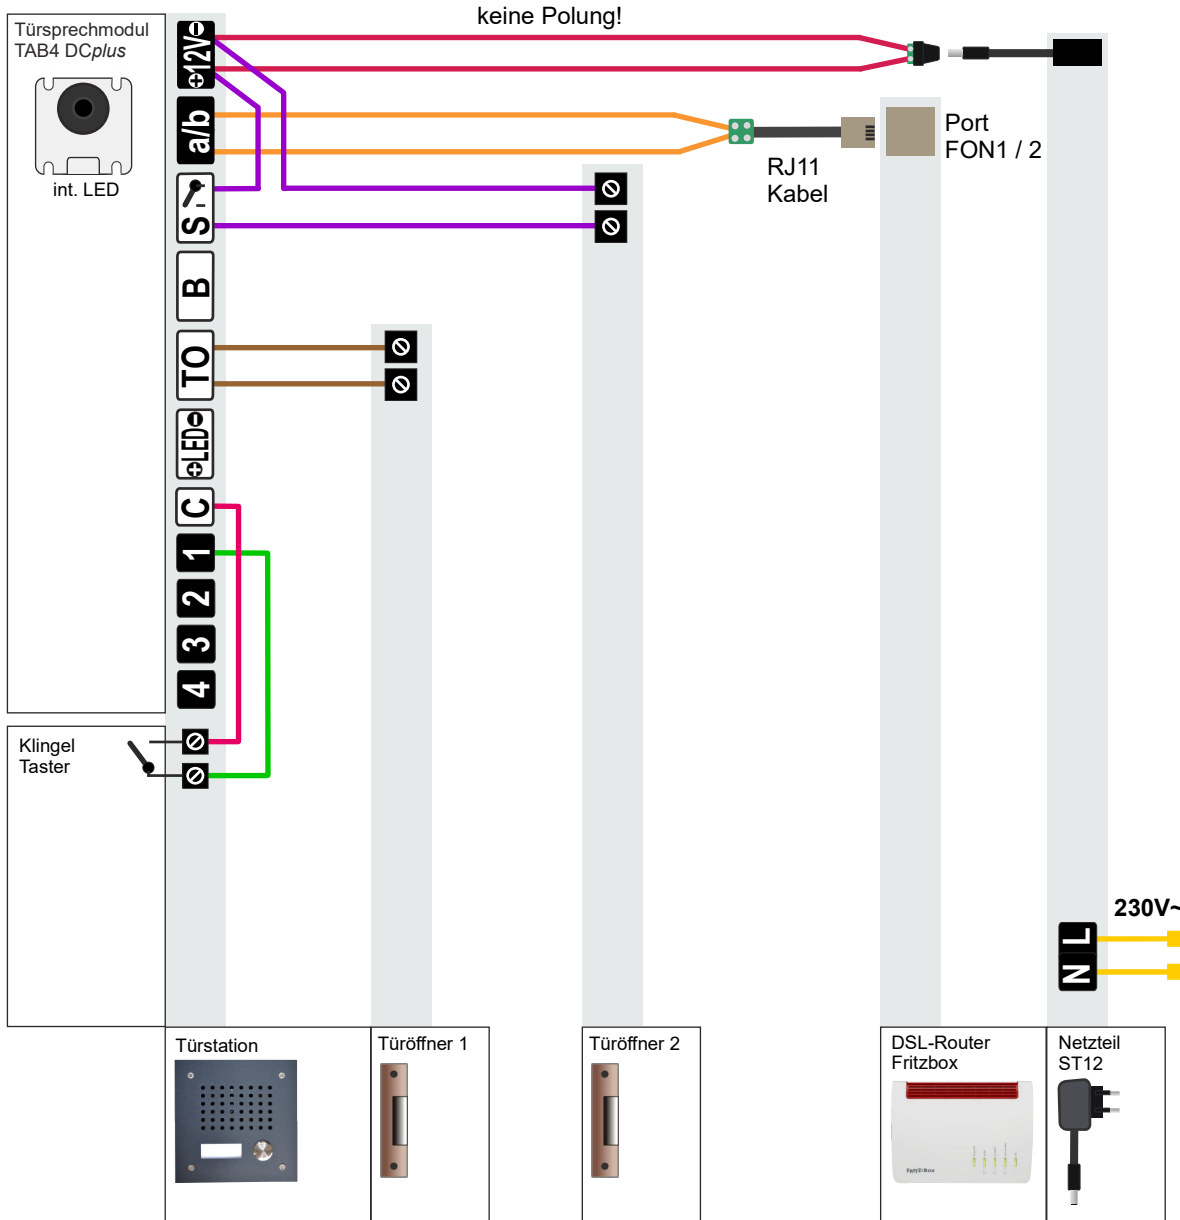 keine Polung!
Türsprechmodul
TAB4 DCplus
int. LED
+12V-
a/b
S
B
TO
+LED-
C
1
2
3
4
RJ11
Kabel
Port
FON1 / 2
Klingel
Taster
230V~
L
N
Türstation
Türöffner 1
Türöffner 2
DSL-Router
Fritzbox
Netzteil
ST12